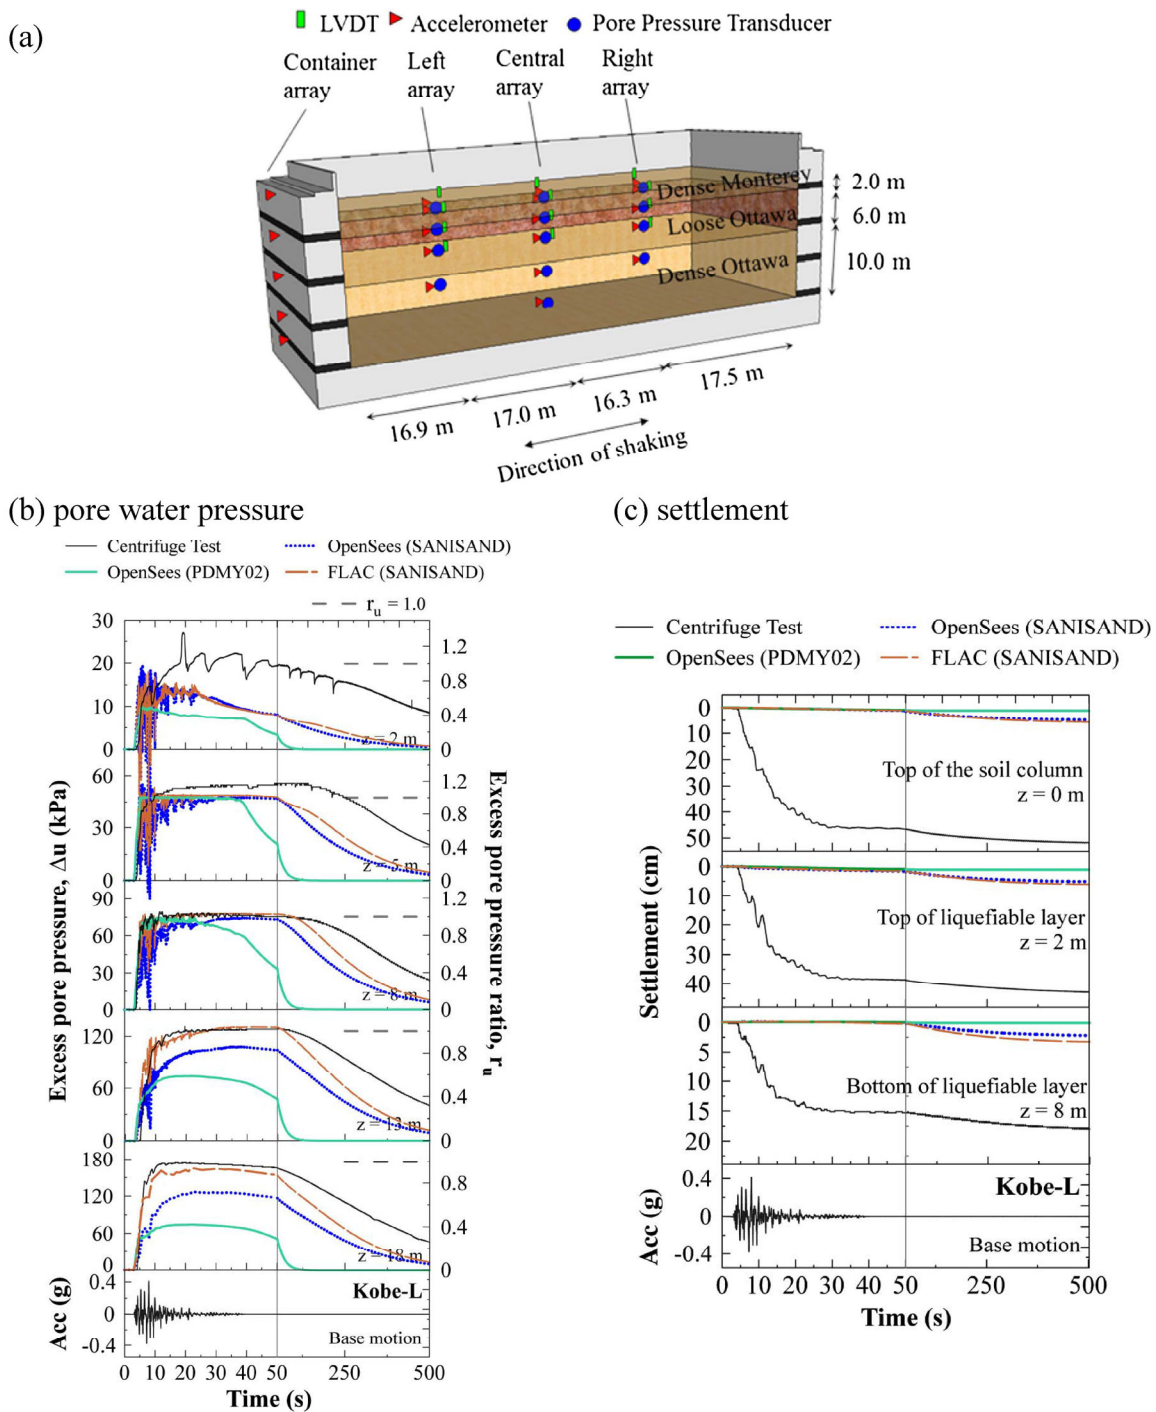 (a)
LVDT Accelerometer Pore Pressure Transducer
Container array
Left array
Central array
Right array
Dense Monterey
Loose Ottawa
Dense Ottawa
2.0 m
6.0 m
10.0 m
16.9 m
17.0 m
16.3 m
17.5 m
Direction of shaking
(b) pore water pressure
Centrifuge Test
OpenSees (SANISAND)
OpenSees (PDMY02)
FLAC (SANISAND)
r_u = 1.0
Excess pore pressure, Δu (kPa)
Excess pore pressure ratio, r_u
30
20
10
0
1.2
0.8
0.4
0
z = 2 m
60
30
0
1.2
0.8
0.4
0
z = 5 m
90
60
30
0
1.2
0.8
0.4
0
z = 8 m
120
60
0
0.8
0.4
0
z = 13 m
180
120
60
0
0.8
0.4
0
z = 18 m
Acc (g)
0.4
0
-0.4
Kobe-L
Base motion
0 10 20 30 40 50 250 500
Time (s)
(c) settlement
Centrifuge Test
OpenSees (SANISAND)
OpenSees (PDMY02)
FLAC (SANISAND)
Settlement (cm)
0
10
20
30
40
50
Top of the soil column
z = 0 m
0
10
20
30
40
Top of liquefiable layer
z = 2 m
0
5
10
15
20
Bottom of liquefiable layer
z = 8 m
Acc (g)
0.4
0
-0.4
Kobe-L
Base motion
0 10 20 30 40 50 250 500
Time (s)